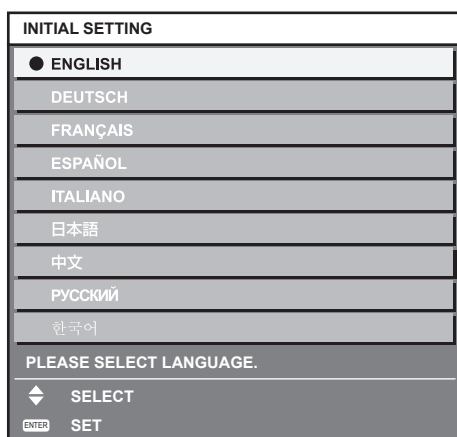 INITIAL SETTING
ENGLISH
DEUTSCH
FRANÇAIS
ESPAÑOL
ITALIANO
日本語
中文
РУССКИЙ
한국어
PLEASE SELECT LANGUAGE.
SELECT
ENTER SET